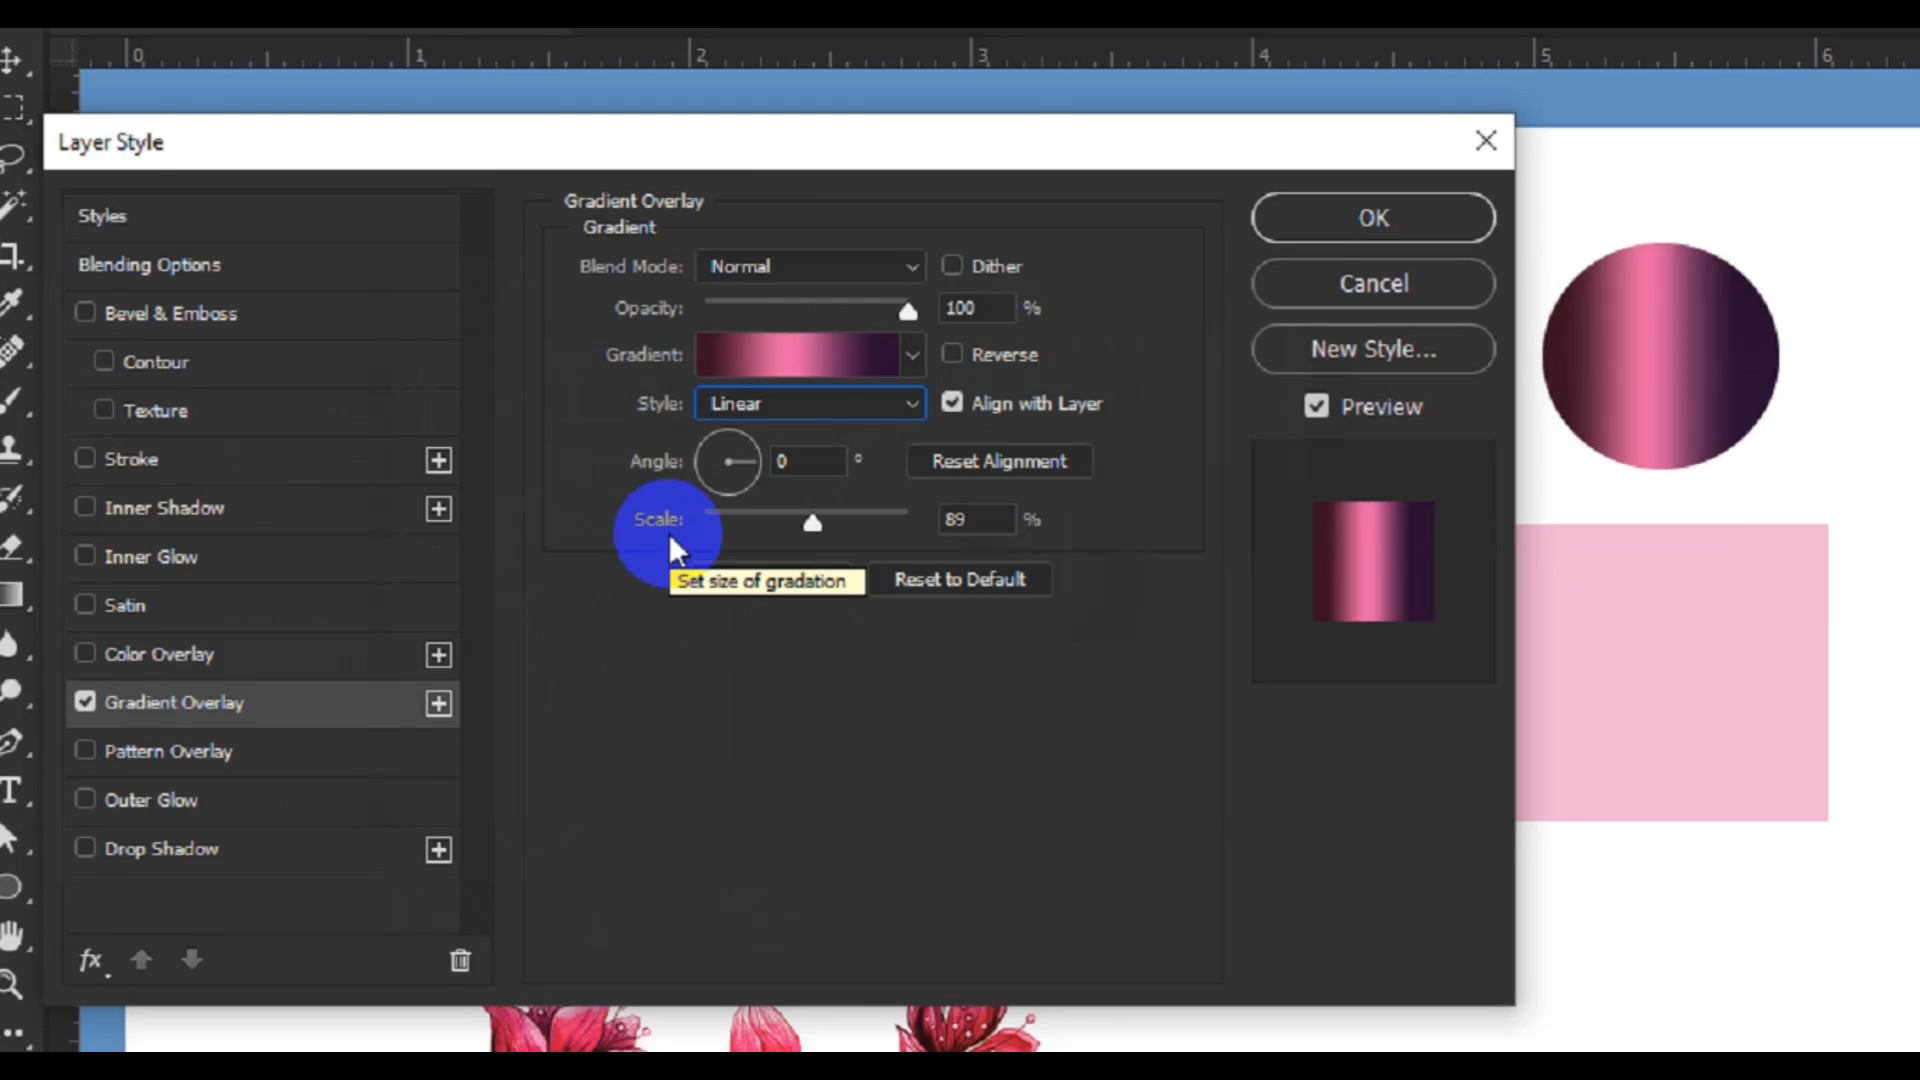 0 1 2 3 4 5 6
Layer Style
Styles
Blending Options
Bevel & Emboss
Contour
Texture
Stroke
Inner Shadow
Inner Glow
Satin
Color Overlay
Gradient Overlay
Pattern Overlay
Outer Glow
Drop Shadow
fx
Gradient Overlay
Gradient
Blend Mode: Normal Dither
Opacity: 100 %
Gradient: Reverse
Style: Linear Align with Layer
Angle: 0 ° Reset Alignment
Scale: 89 %
Set size of gradation Reset to Default
OK
Cancel
New Style...
Preview